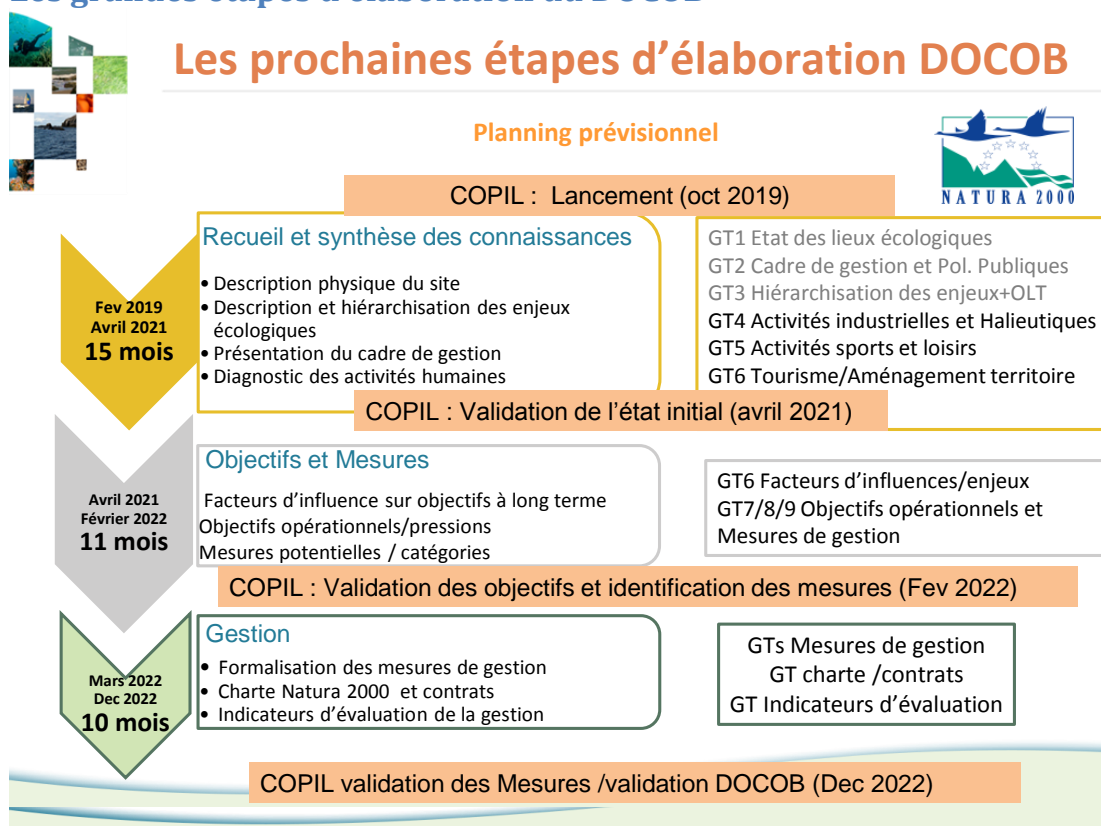 Les grandes étapes d'élaboration du DOCOB
Les prochaines étapes d'élaboration DOCOB
Planning prévisionnel
NATURA 2000
COPIL : Lancement (oct 2019)
Fev 2019
Avril 2021
15 mois
Recueil et synthèse des connaissances
• Description physique du site
• Description et hiérarchisation des enjeux
écologiques
• Présentation du cadre de gestion
• Diagnostic des activités humaines
GT1 Etat des lieux écologiques
GT2 Cadre de gestion et Pol. Publiques
GT3 Hiérarchisation des enjeux+OLT
GT4 Activités industrielles et Halieutiques
GT5 Activités sports et loisirs
GT6 Tourisme/Aménagement territoire
COPIL : Validation de l'état initial (avril 2021)
Avril 2021
Février 2022
11 mois
Objectifs et Mesures
Facteurs d'influence sur objectifs à long terme
Objectifs opérationnels/pressions
Mesures potentielles / catégories
GT6 Facteurs d'influences/enjeux
GT7/8/9 Objectifs opérationnels et
Mesures de gestion
COPIL : Validation des objectifs et identification des mesures (Fev 2022)
Mars 2022
Dec 2022
10 mois
Gestion
• Formalisation des mesures de gestion
• Charte Natura 2000 et contrats
• Indicateurs d'évaluation de la gestion
GTs Mesures de gestion
GT charte /contrats
GT Indicateurs d'évaluation
COPIL validation des Mesures /validation DOCOB (Dec 2022)